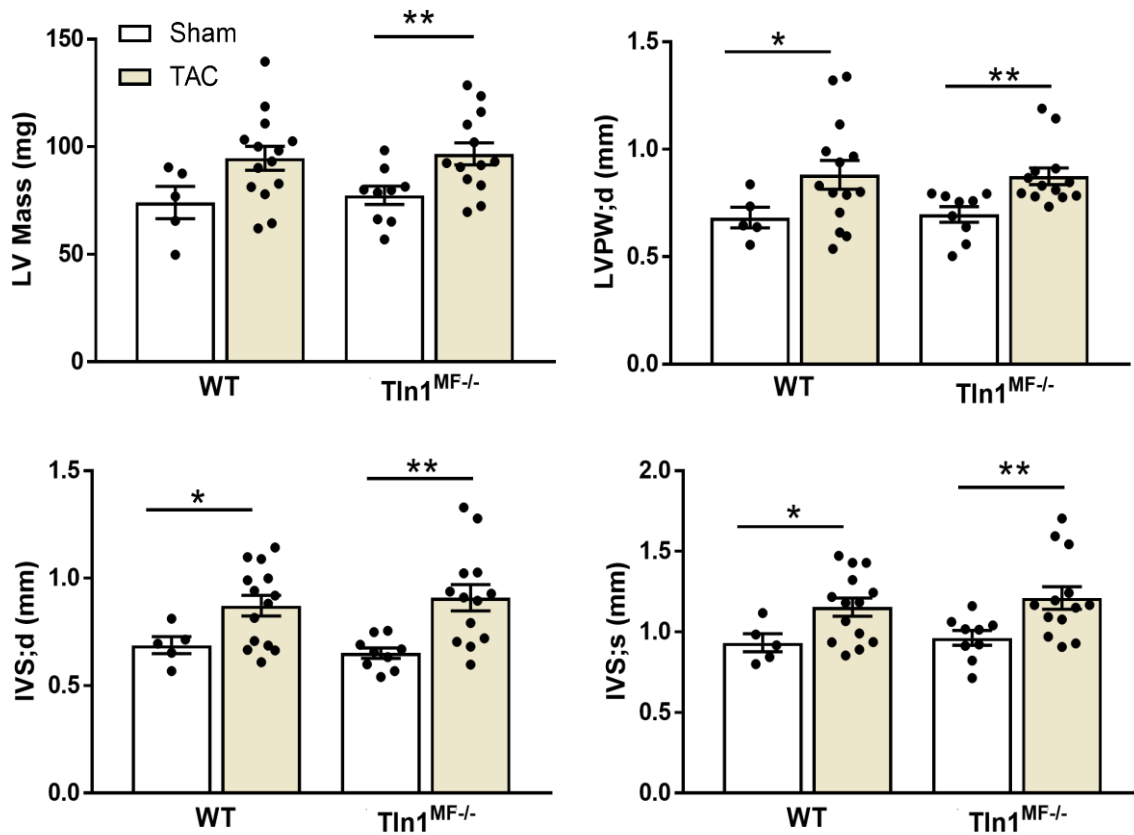 Sham
TAC
**
LV Mass (mg)
150
100
50
0
WT
Tln1MF-/-
*
**
LVPW;d (mm)
1.5
1.0
0.5
0.0
WT
Tln1MF-/-
*
**
IVS;d (mm)
1.5
1.0
0.5
0.0
WT
Tln1MF-/-
*
**
IVS;s (mm)
2.0
1.5
1.0
0.5
0.0
WT
Tln1MF-/-